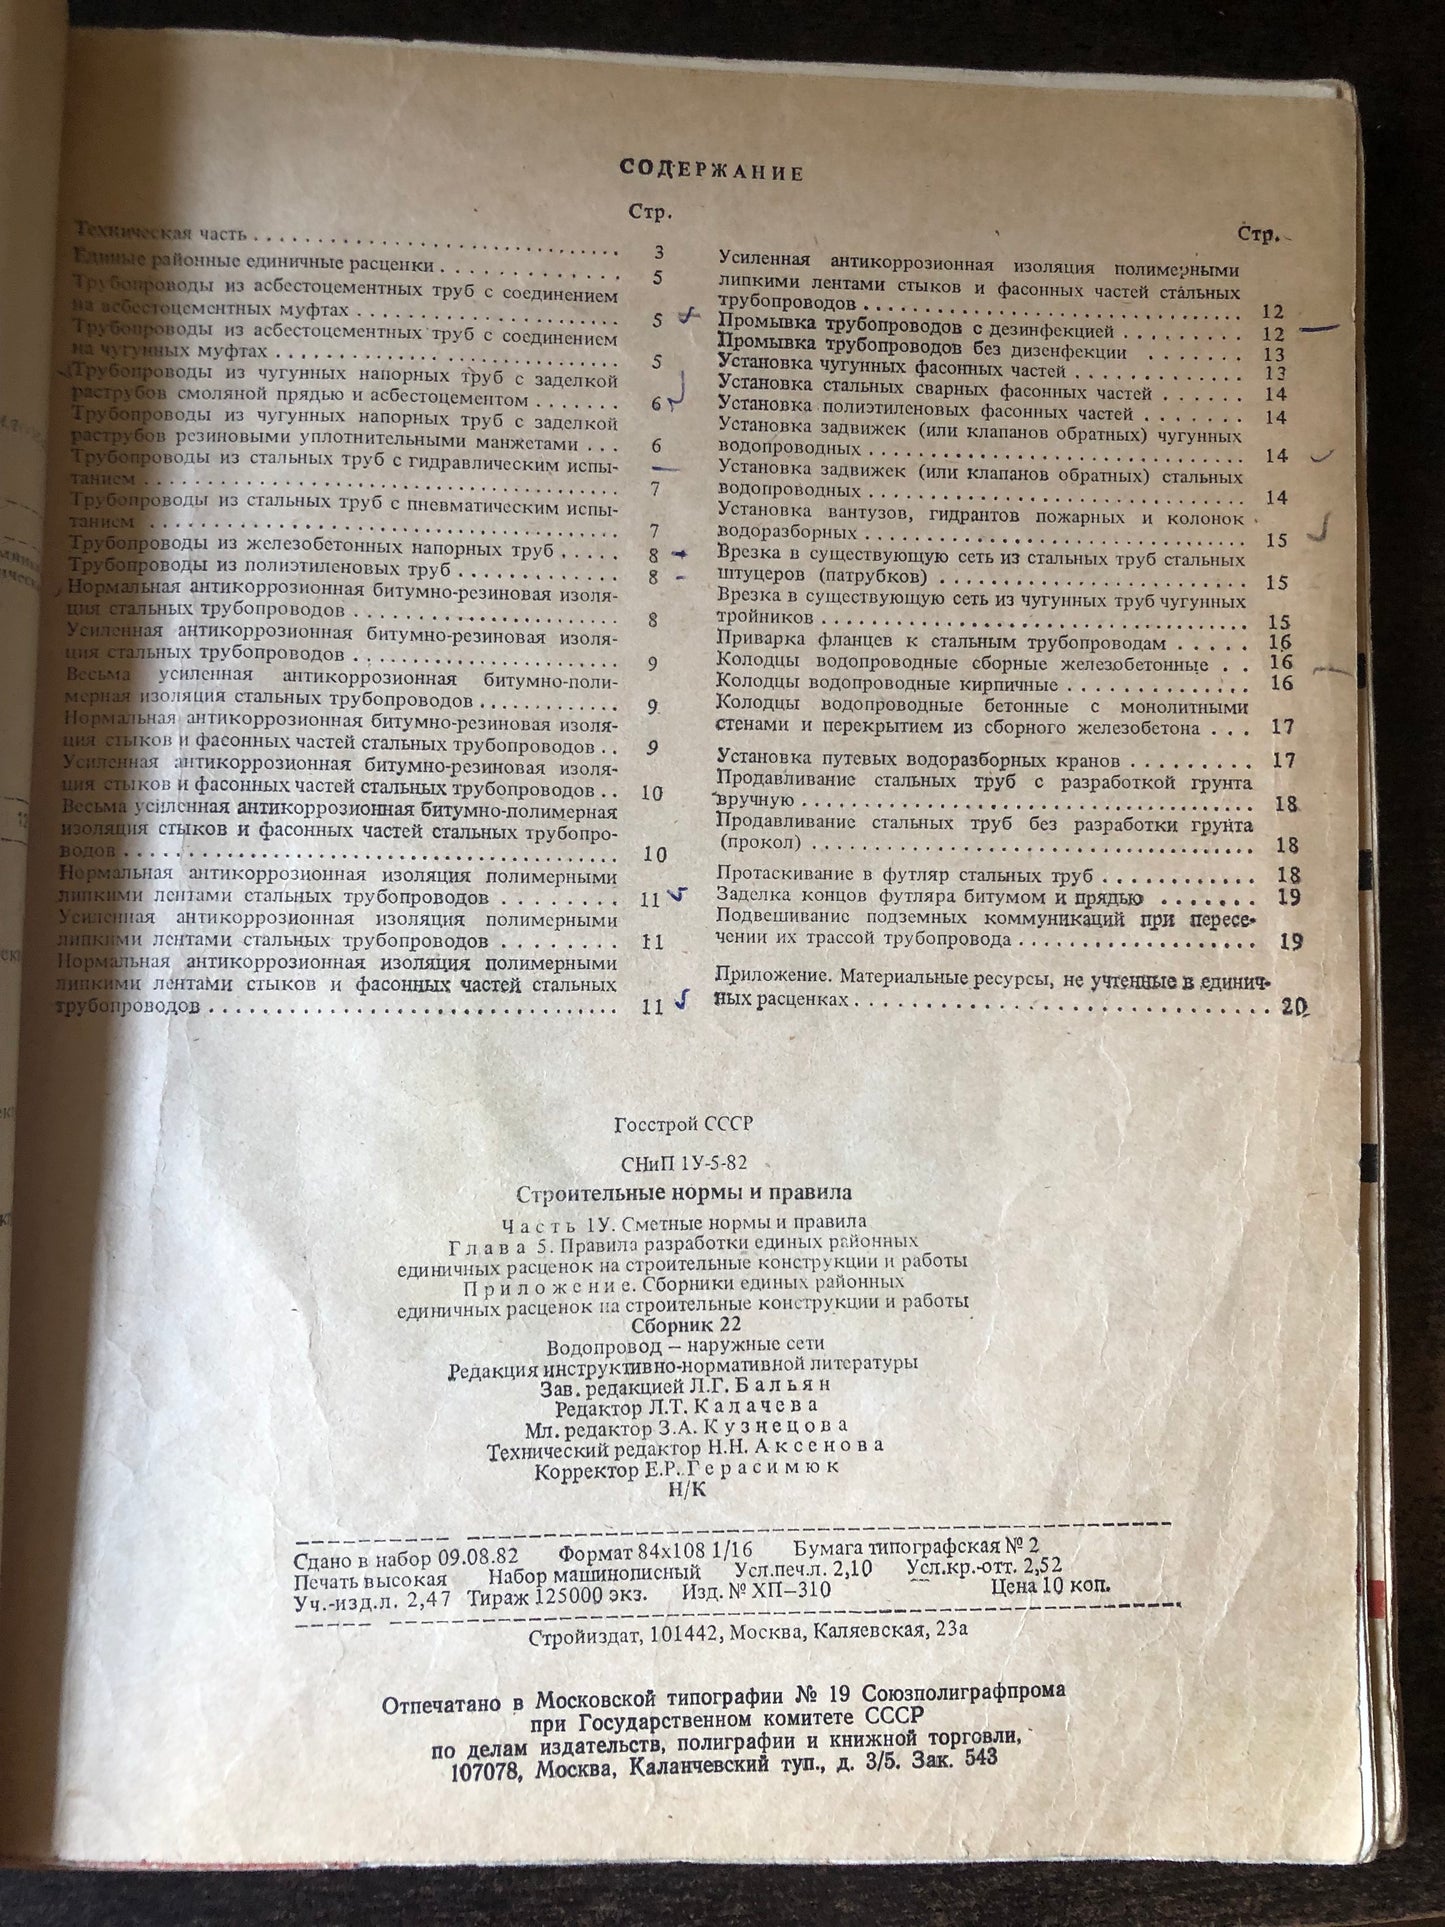 СОДЕРЖАНИЕ
Стр.
Техническая часть . . . . . . . . . . . . . . . . . . . . . . . . . . . . 3
Единые районные единичные расценки . . . . . . . . . . . 5
Трубопроводы из асбестоцементных труб с соединением
на асбестоцементных муфтах . . . . . . . . . . . . . . . . . . . . 5
Трубопроводы из асбестоцементных труб с соединением
на чугунных муфтах . . . . . . . . . . . . . . . . . . . . . . . . . . 5
Трубопроводы из чугунных напорных труб с заделкой
раструбов смоляной прядью и асбестоцементом . . . . . . . 6
Трубопроводы из чугунных напорных труб с заделкой
раструбов резиновыми уплотнительными манжетами . . . 6
Трубопроводы из стальных труб с гидравлическим испы-
танием . . . . . . . . . . . . . . . . . . . . . . . . . . . . . . . . . . . . 7
Трубопроводы из стальных труб с пневматическим испы-
танием . . . . . . . . . . . . . . . . . . . . . . . . . . . . . . . . . . . . 7
Трубопроводы из железобетонных напорных труб . . . . . 8
Трубопроводы из полиэтиленовых труб . . . . . . . . . . . . . 8
Нормальная антикоррозионная битумно-резиновая изоля-
ция стальных трубопроводов . . . . . . . . . . . . . . . . . . . . . 8
Усиленная антикоррозионная битумно-резиновая изоля-
ция стальных трубопроводов . . . . . . . . . . . . . . . . . . . . . 9
Весьма усиленная антикоррозионная битумно-поли-
мерная изоляция стальных трубопроводов . . . . . . . . . . . 9
Нормальная антикоррозионная битумно-резиновая изоля-
ция стыков и фасонных частей стальных трубопроводов . . 9
Усиленная антикоррозионная битумно-резиновая изоля-
ция стыков и фасонных частей стальных трубопроводов . . 10
Весьма усиленная антикоррозионная битумно-полимерная
изоляция стыков и фасонных частей стальных трубопро-
водов . . . . . . . . . . . . . . . . . . . . . . . . . . . . . . . . . . . . . . 10
Нормальная антикоррозионная изоляция полимерными
липкими лентами стальных трубопроводов . . . . . . . . 11
Усиленная антикоррозионная изоляция полимерными
липкими лентами стальных трубопроводов . . . . . . . . 11
Нормальная антикоррозионная изоляция полимерными
липкими лентами стыков и фасонных частей стальных
трубопроводов . . . . . . . . . . . . . . . . . . . . . . . . . . . . . . . 11
Стр.
Усиленная антикоррозионная изоляция полимерными
липкими лентами стыков и фасонных частей стальных
трубопроводов . . . . . . . . . . . . . . . . . . . . . . . . . . . . . . . 12
Промывка трубопроводов с дезинфекцией . . . . . . . . . . 12
Промывка трубопроводов без дизенфекции . . . . . . . 13
Установка чугунных фасонных частей . . . . . . . . . . . . . . 13
Установка стальных сварных фасонных частей . . . . . . 14
Установка полиэтиленовых фасонных частей . . . . . . . 14
Установка задвижек (или клапанов обратных) чугунных
водопроводных . . . . . . . . . . . . . . . . . . . . . . . . . . . . . . . 14
Установка задвижек (или клапанов обратных) стальных
водопроводных . . . . . . . . . . . . . . . . . . . . . . . . . . . . . . . 14
Установка вантузов, гидрантов пожарных и колонок
водоразборных . . . . . . . . . . . . . . . . . . . . . . . . . . . . . . . 15
Врезка в существующую сеть из стальных труб стальных
штуцеров (патрубков) . . . . . . . . . . . . . . . . . . . . . . . . . 15
Врезка в существующую сеть из чугунных труб чугунных
тройников . . . . . . . . . . . . . . . . . . . . . . . . . . . . . . . . . . . 15
Приварка фланцев к стальным трубопроводам . . . . . 16
Колодцы водопроводные сборные железобетонные . . 16
Колодцы водопроводные кирпичные . . . . . . . . . . . . . . 16
Колодцы водопроводные бетонные с монолитными
стенами и перекрытием из сборного железобетона . . . 17
Установка путевых водоразборных кранов . . . . . . . . . 17
Продавливание стальных труб с разработкой грунта
вручную . . . . . . . . . . . . . . . . . . . . . . . . . . . . . . . . . . . . 18
Продавливание стальных труб без разработки грунта
(прокол) . . . . . . . . . . . . . . . . . . . . . . . . . . . . . . . . . . . 18
Протаскивание в футляр стальных труб . . . . . . . . . . . . 18
Заделка концов футляра битумом и прядью . . . . . . . 19
Подвешивание подземных коммуникаций при пересе-
чении их трассой трубопровода . . . . . . . . . . . . . . . . . . . 19
Приложение. Материальные ресурсы, не учтенные в единич-
ных расценках . . . . . . . . . . . . . . . . . . . . . . . . . . . . . . . . 20
Госстрой СССР
СНиП 1У-5-82
Строительные нормы и правила
Часть 1У. Сметные нормы и правила
Глава 5. Правила разработки единых районных
единичных расценок на строительные конструкции и работы
Приложение. Сборники единых районных
единичных расценок на строительные конструкции и работы
Сборник 22
Водопровод – наружные сети
Редакция инструктивно-нормативной литературы
Зав. редакцией Л.Г. Бальян
Редактор Л.Т. Калачева
Мл. редактор З.А. Кузнецова
Технический редактор Н.Н. Аксенова
Корректор Е.Р. Герасимюк
Н/К
Сдано в набор 09.08.82 Формат 84х108 1/16 Бумага типографская № 2
Печать высокая Набор машинописный Усл.печ.л. 2,10 Усл.кр.-отт. 2,52
Уч.-изд.л. 2,47 Тираж 125000 экз. Изд. № ХП–310 Цена 10 коп.
Стройиздат, 101442, Москва, Каляевская, 23а
Отпечатано в Московской типографии № 19 Союзполиграфпрома
при Государственном комитете СССР
по делам издательств, полиграфии и книжной торговли,
107078, Москва, Каланчевский туп., д. 3/5. Зак. 543